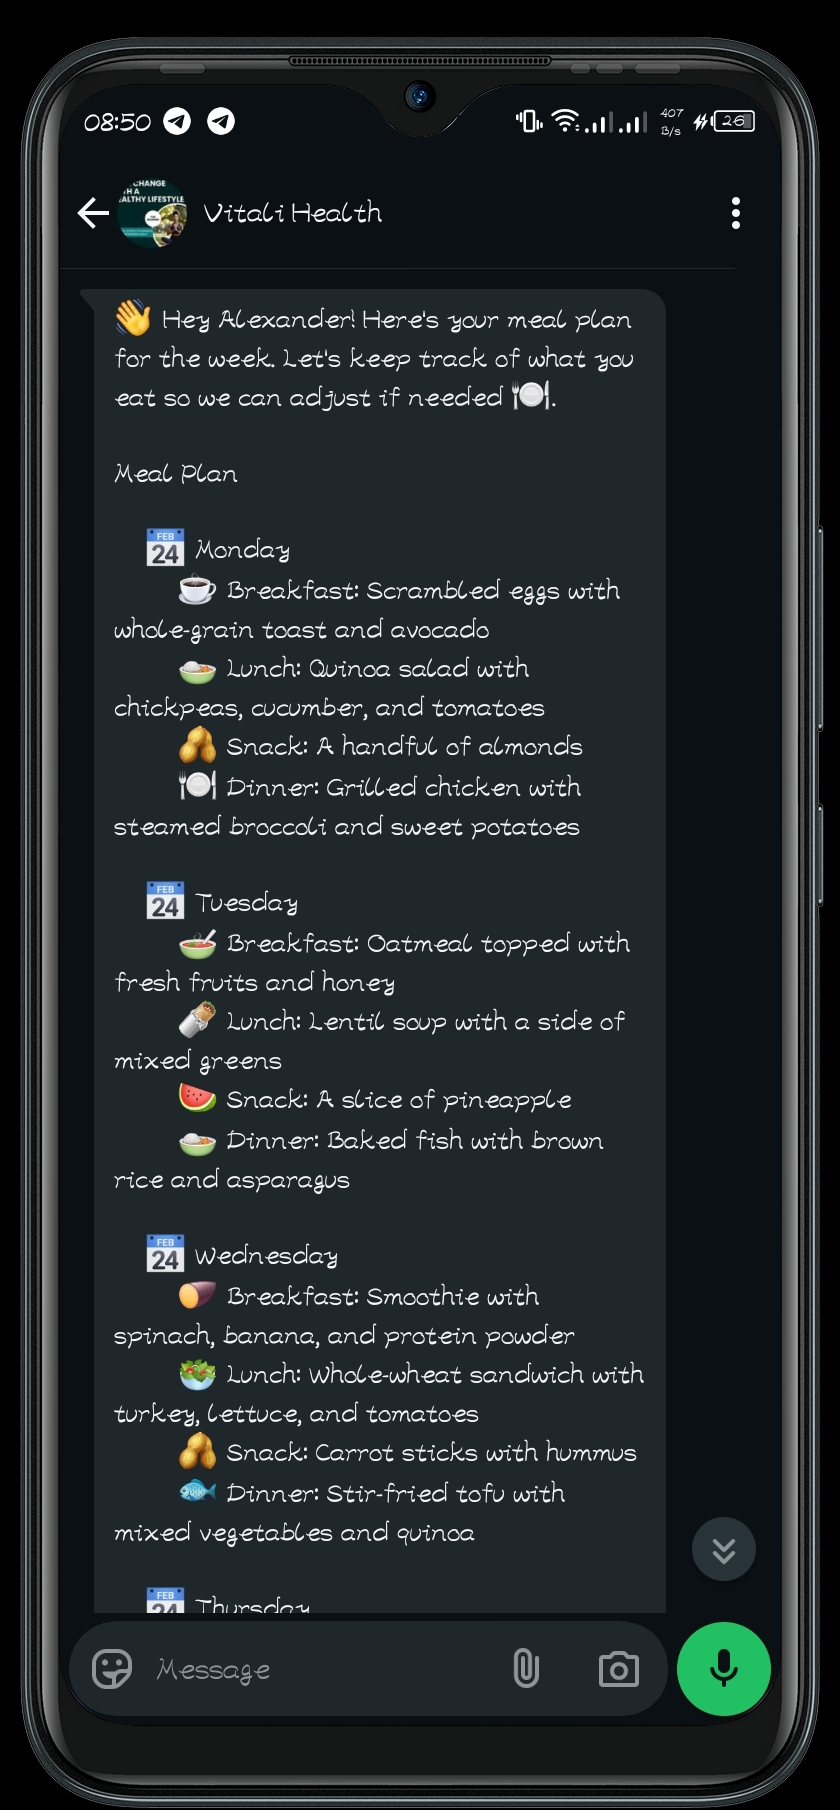 08:50
407
B/s
26
CHANGE
ALTHY LIFESTYLE
Vitali Health
👋 Hey Alexander! Here's your meal plan
for the week. Let's keep track of what you
eat so we can adjust if needed 🍽️.
Meal Plan
📅 Monday
☕ Breakfast: Scrambled eggs with
whole-grain toast and avocado
🥗 Lunch: Quinoa salad with
chickpeas, cucumber, and tomatoes
🥜 Snack: A handful of almonds
🍽️ Dinner: Grilled chicken with
steamed broccoli and sweet potatoes
📅 Tuesday
🥣 Breakfast: Oatmeal topped with
fresh fruits and honey
🌯 Lunch: Lentil soup with a side of
mixed greens
🍉 Snack: A slice of pineapple
🍲 Dinner: Baked fish with brown
rice and asparagus
📅 Wednesday
🍠 Breakfast: Smoothie with
spinach, banana, and protein powder
🥗 Lunch: Whole-wheat sandwich with
turkey, lettuce, and tomatoes
🥜 Snack: Carrot sticks with hummus
🐟 Dinner: Stir-fried tofu with
mixed vegetables and quinoa
📅 Thursday
Message